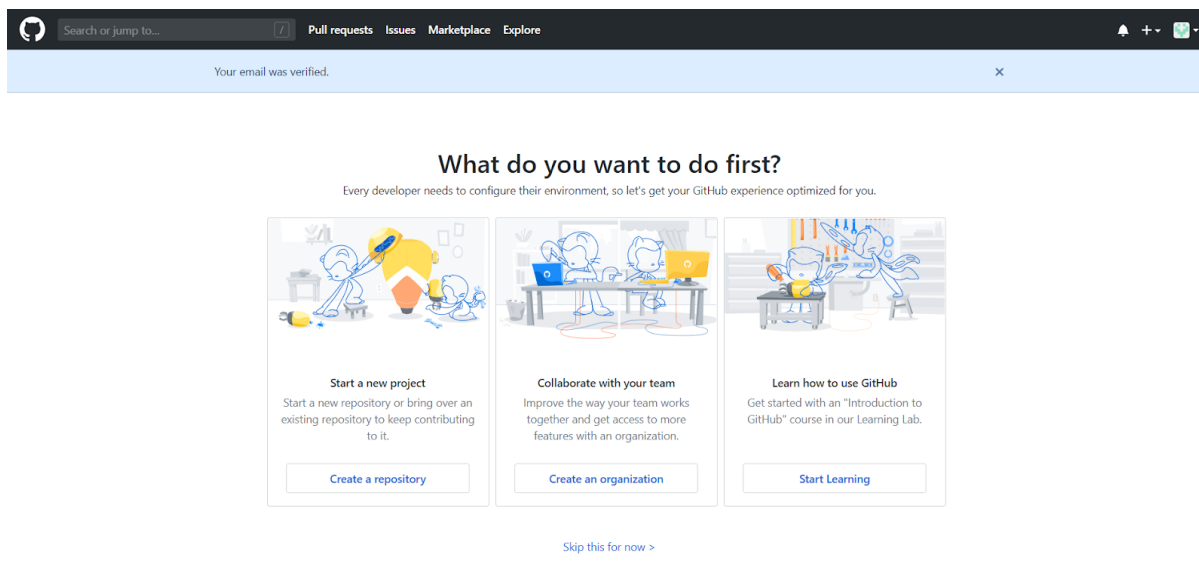 Search or jump to... /
Pull requests Issues Marketplace Explore
Your email was verified.
What do you want to do first?
Every developer needs to configure their environment, so let's get your GitHub experience optimized for you.
Start a new project
Start a new repository or bring over an
existing repository to keep contributing
to it.
Create a repository
Collaborate with your team
Improve the way your team works
together and get access to more
features with an organization.
Create an organization
Learn how to use GitHub
Get started with an "Introduction to
GitHub" course in our Learning Lab.
Start Learning
Skip this for now >